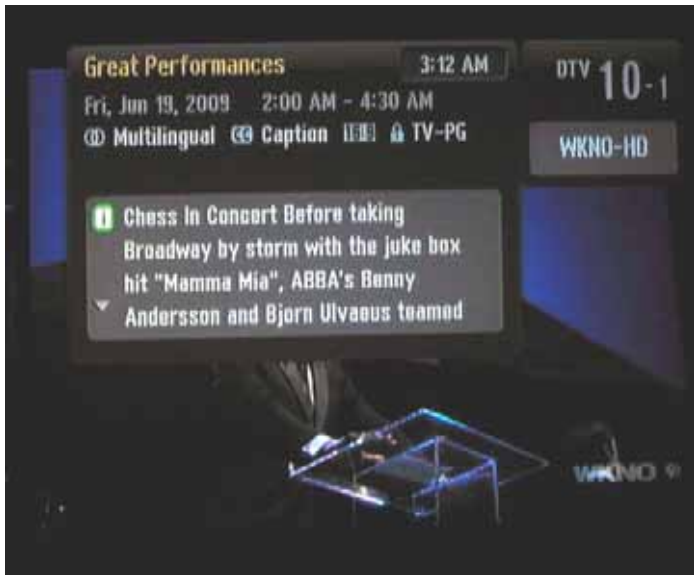 Great Performances 3:12 AM
DTV 10-1
Fri, Jun 19, 2009 2:00 AM - 4:30 AM
CC Multilingual CC Caption TV-PG
WKNO-HD
i Chess In Concert Before taking
Broadway by storm with the juke box
hit "Mamma Mia", ABBA's Benny
Andersson and Bjorn Ulvaeus teamed
WKNO